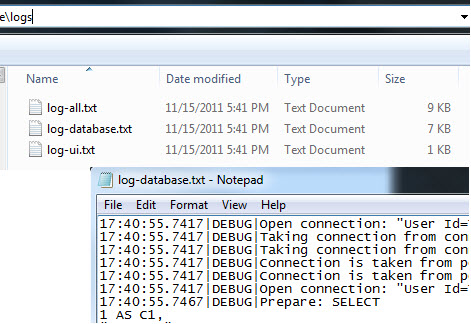 e\logs
Name Date modified Type Size
log-all.txt 11/15/2011 5:41 PM Text Document 9 KB
log-database.txt 11/15/2011 5:41 PM Text Document 7 KB
log-ui.txt 11/15/2011 5:41 PM Text Document 1 KB
log-database.txt - Notepad
File Edit Format View Help
17:40:55.7417|DEBUG|Open connection: "User Id=
17:40:55.7417|DEBUG|Taking connection from con
17:40:55.7417|DEBUG|Taking connection from con
17:40:55.7417|DEBUG|Connection is taken from p
17:40:55.7417|DEBUG|Connection is taken from p
17:40:55.7417|DEBUG|Open connection: "User Id=
17:40:55.7467|DEBUG|Prepare: SELECT
1 AS C1,